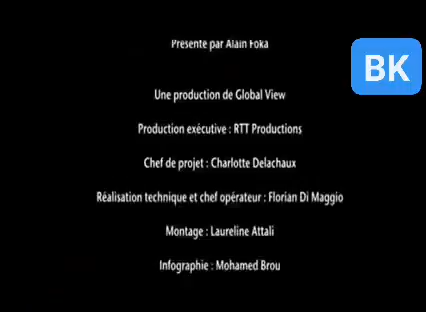 Présenté par Alain Foka
BK
Une production de Global View
Production exécutive : RTT Productions
Chef de projet : Charlotte Delachaux
Réalisation technique et chef opérateur : Florian Di Maggio
Montage : Laureline Attali
Infographie : Mohamed Brou